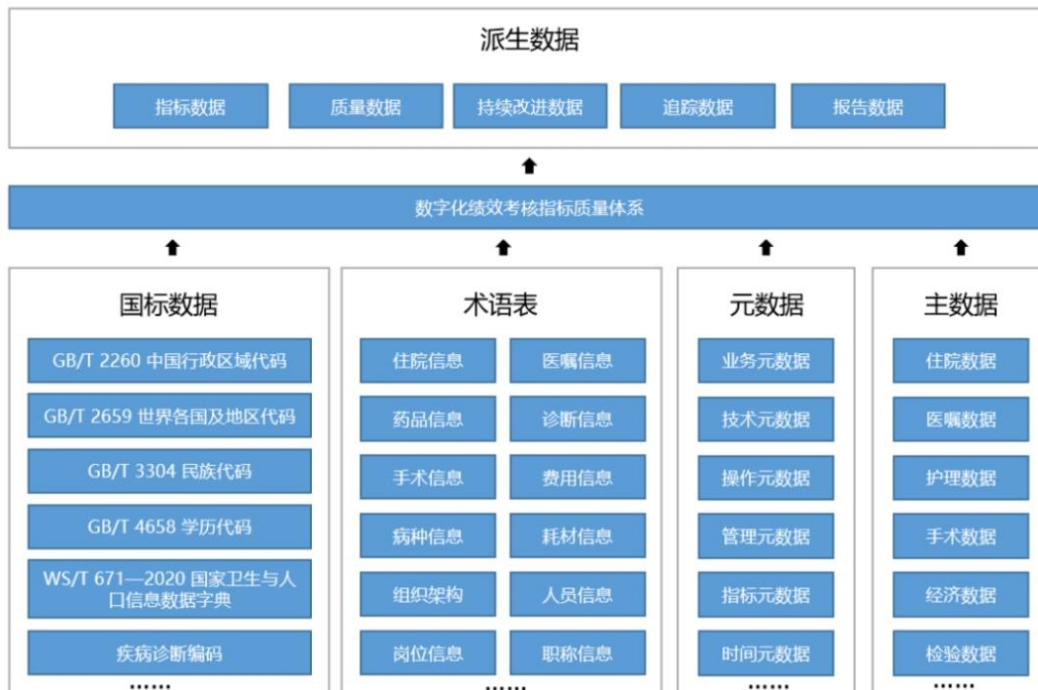 派生数据
指标数据
质量数据
持续改进数据
追踪数据
报告数据
数字化绩效考核指标质量体系
国标数据
GB/T 2260 中国行政区域代码
GB/T 2659 世界各国及地区代码
GB/T 3304 民族代码
GB/T 4658 学历代码
WS/T 671—2020 国家卫生与人
口信息数据字典
疾病诊断编码
……
术语表
住院信息
医嘱信息
药品信息
诊断信息
手术信息
费用信息
病种信息
耗材信息
组织架构
人员信息
岗位信息
职称信息
……
元数据
业务元数据
技术元数据
操作元数据
管理元数据
指标元数据
时间元数据
……
主数据
住院数据
医嘱数据
护理数据
手术数据
经济数据
检验数据
……